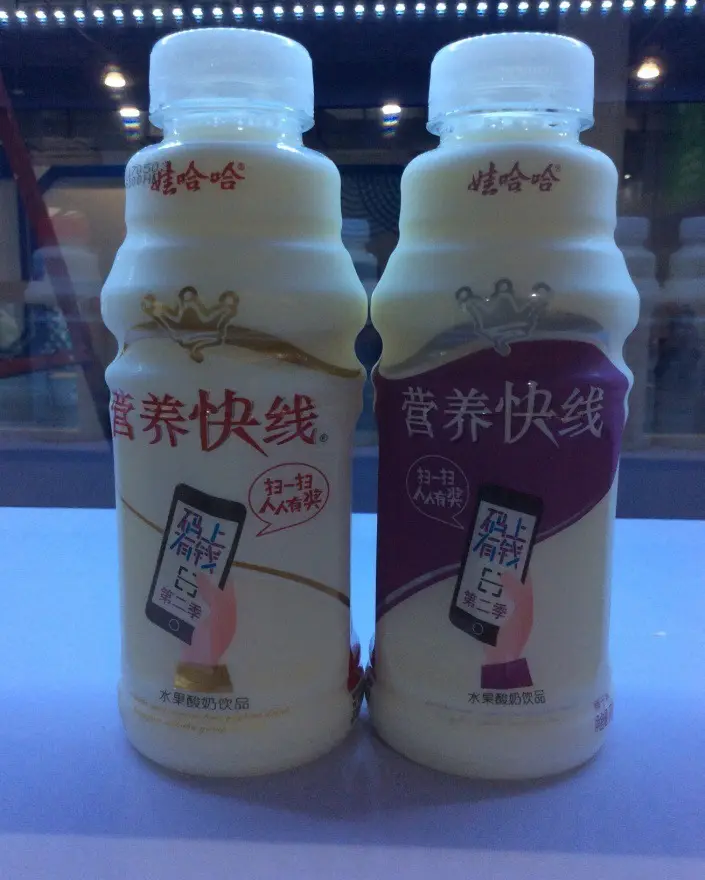 娃哈哈®
营养快线®
扫一扫
人人有奖
码上
有钱
第二季
水果酸奶饮品
娃哈哈®
营养快线
扫一扫
人人有奖
码上
有钱
第二季
水果酸奶饮品